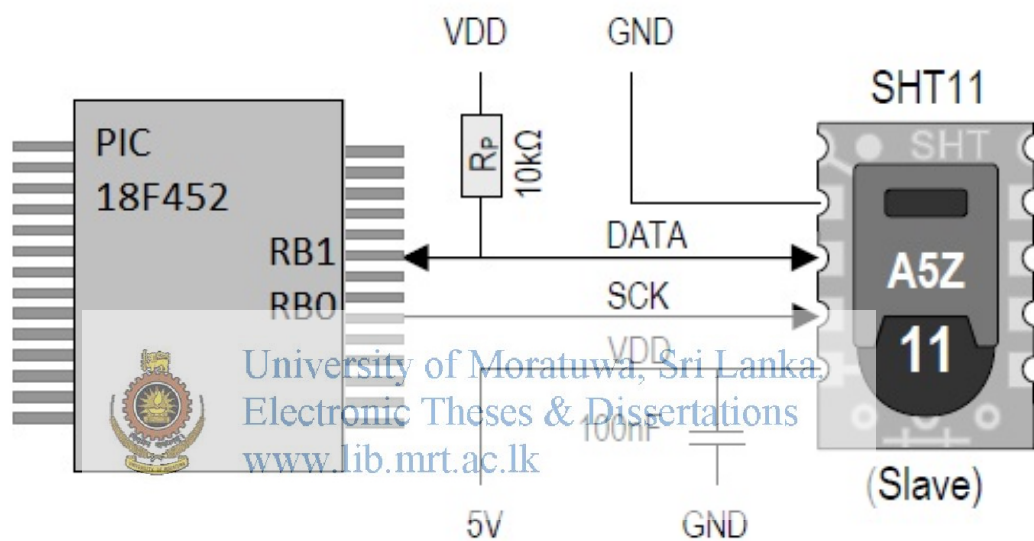 VDD
GND
SHT11
PIC
18F452
RP
10kΩ
SHT
RB1
DATA
A5Z
RB0
SCK
11
VDD
University of Moratuwa, Sri Lanka.
Electronic Theses & Dissertations
100nF
www.lib.mrt.ac.lk
(Slave)
5V
GND